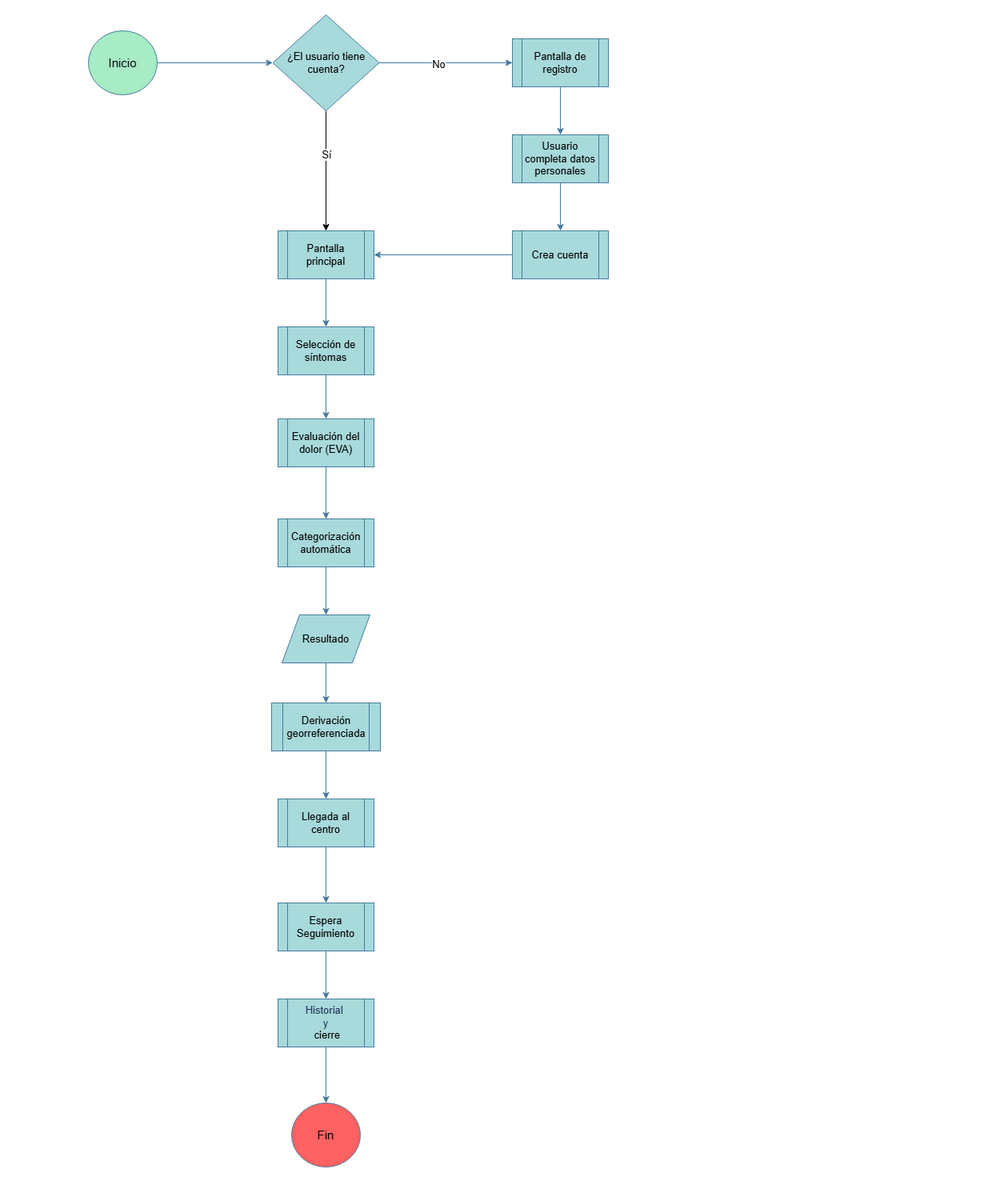 Inicio
¿El usuario tiene
cuenta?
No
Pantalla de
registro
Usuario
completa datos
personales
Sí
Pantalla
principal
Crea cuenta
Selección de
síntomas
Evaluación del
dolor (EVA)
Categorización
automática
Resultado
Derivación
georreferenciada
Llegada al
centro
Espera
Seguimiento
Historial
y
cierre
Fin